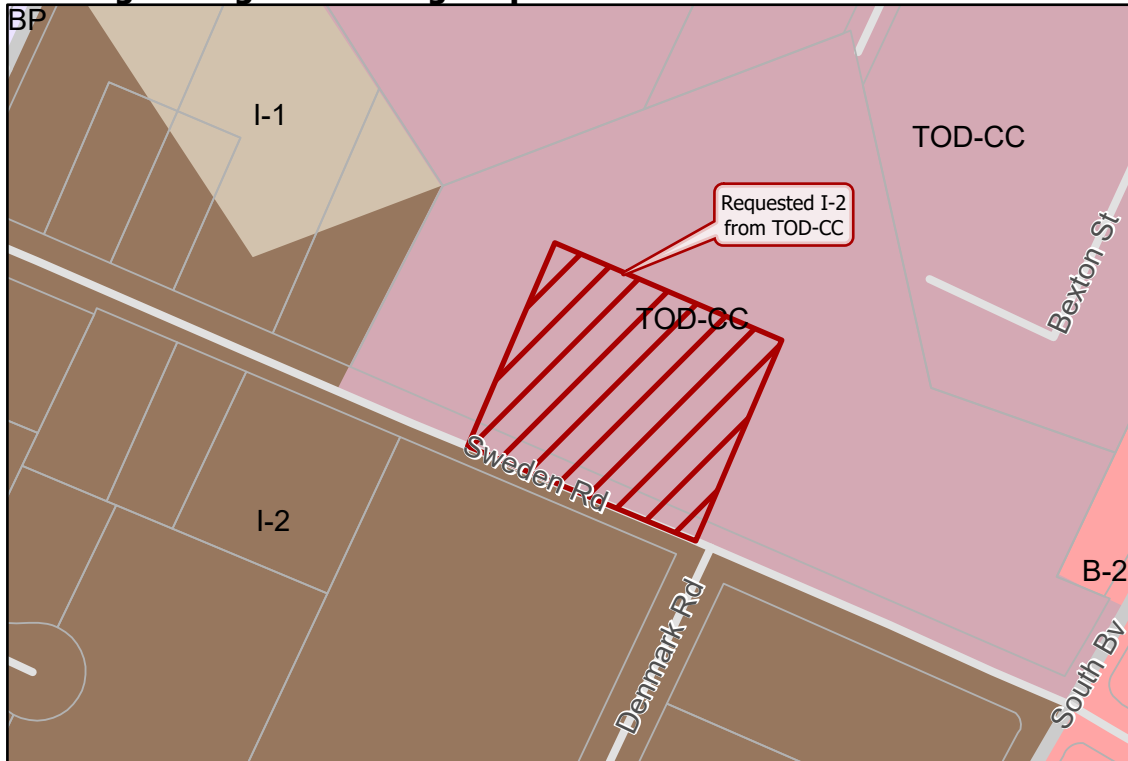 BP
I-1
TOD-CC
Requested I-2
from TOD-CC
Bexton St
TOD-CC
Sweden Rd
I-2
B-2
Denmark Rd
South Bv